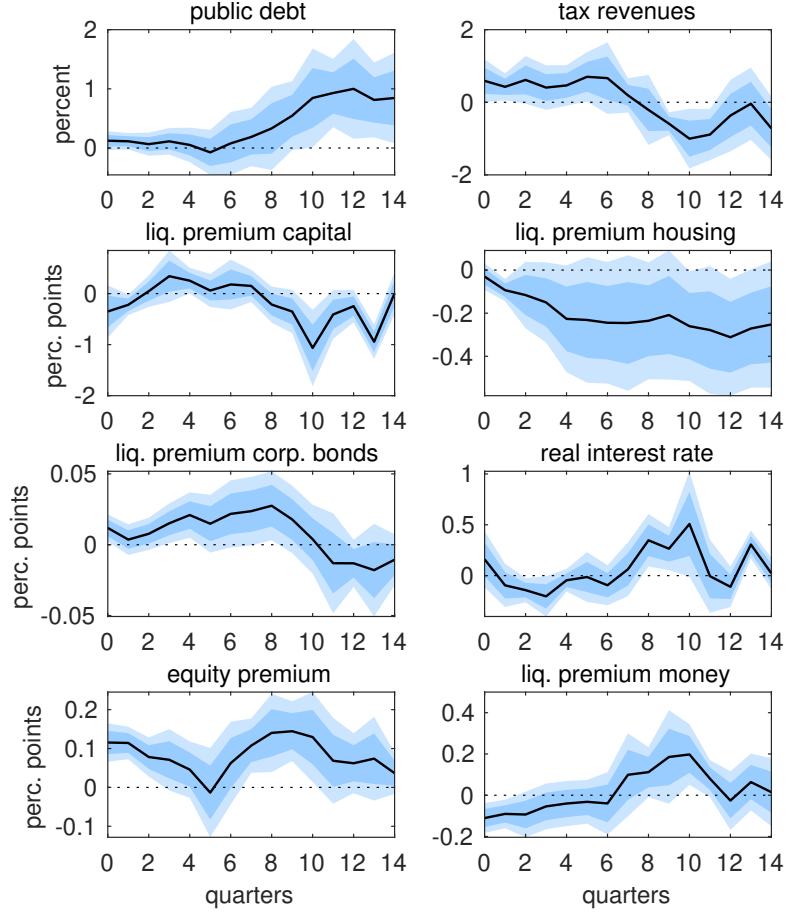 public debt
tax revenues
percent
2
1
0
0 2 4 6 8 10 12 14
2
0
-2
0 2 4 6 8 10 12 14
liq. premium capital
liq. premium housing
perc. points
0
-1
-2
0 2 4 6 8 10 12 14
0
-0.2
-0.4
0 2 4 6 8 10 12 14
liq. premium corp. bonds
real interest rate
perc. points
0.05
0
-0.05
0 2 4 6 8 10 12 14
1
0.5
0
0 2 4 6 8 10 12 14
equity premium
liq. premium money
perc. points
0.2
0.1
0
-0.1
0 2 4 6 8 10 12 14
quarters
0.4
0.2
0
-0.2
0 2 4 6 8 10 12 14
quarters